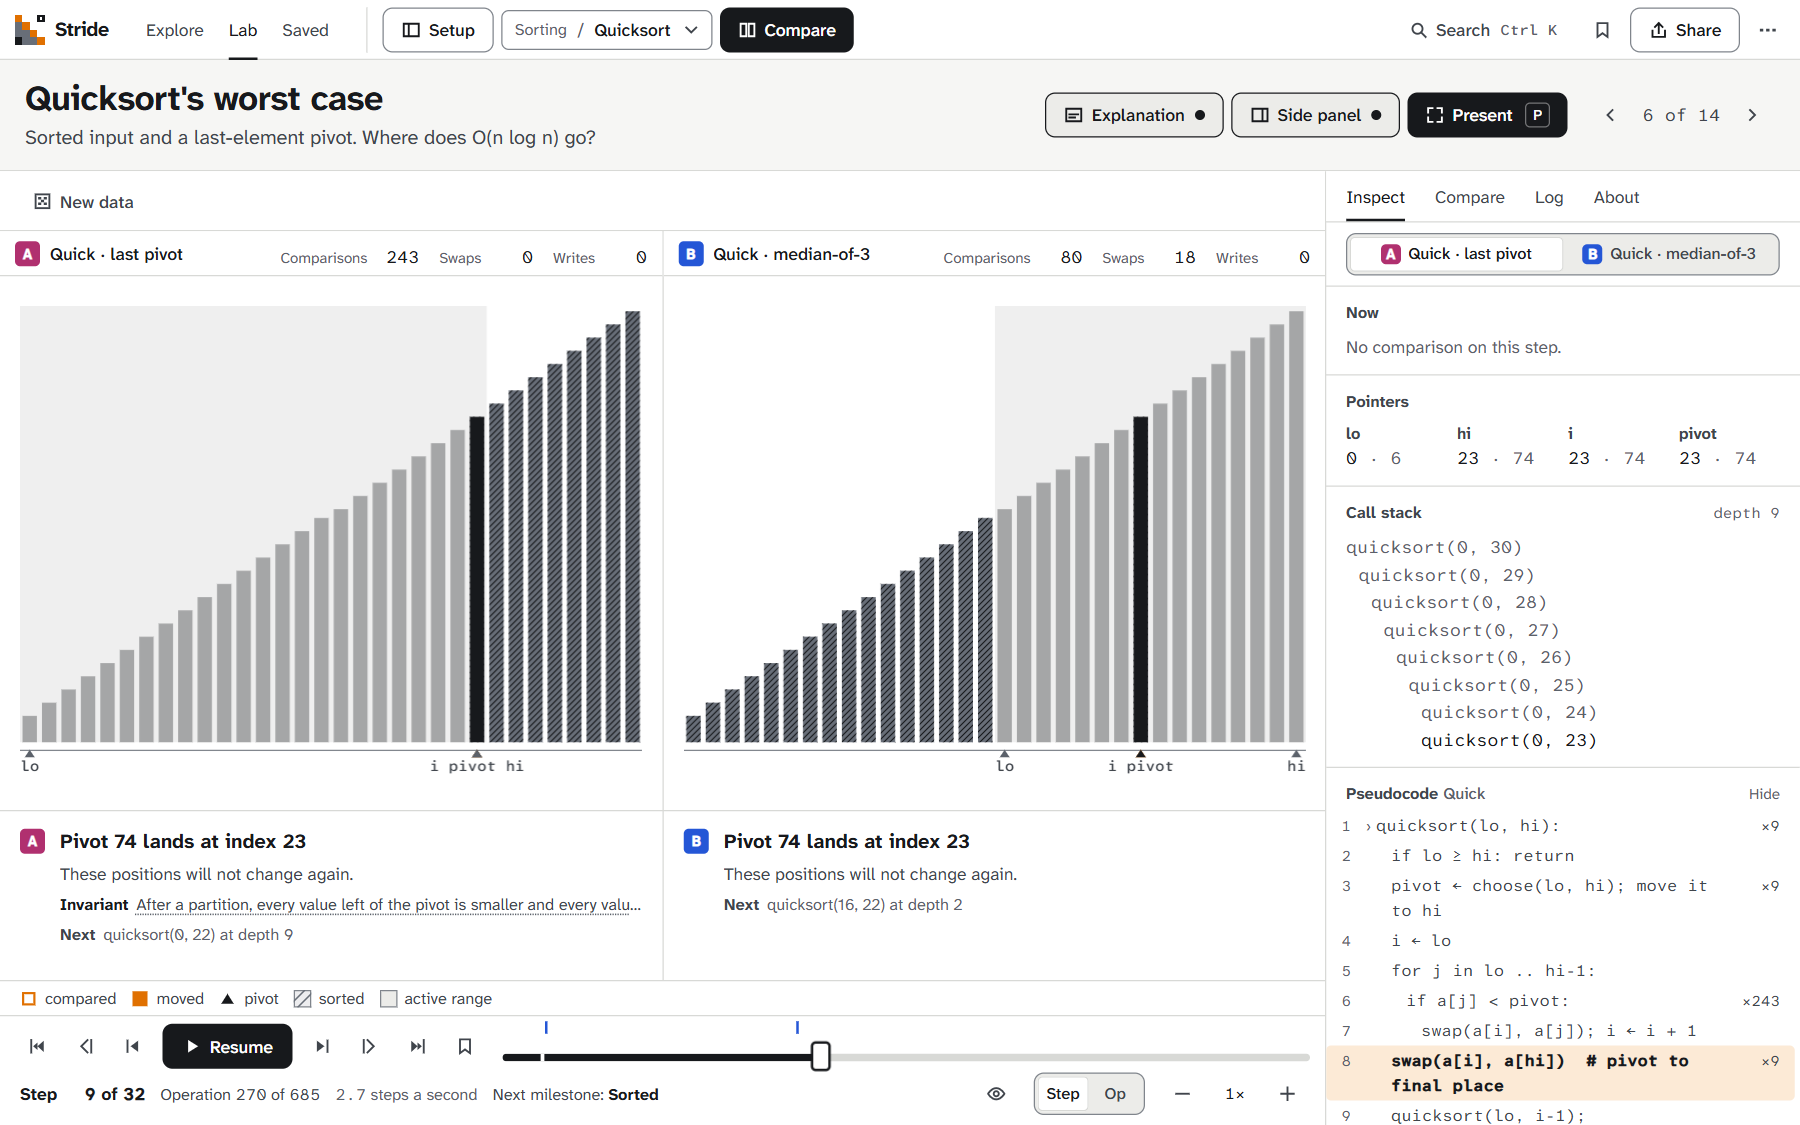 Stride Explore Lab Saved Setup Sorting / Quicksort Compare Search Ctrl K Share
Quicksort's worst case
Sorted input and a last-element pivot. Where does O(n log n) go?
Explanation Side panel Present P 6 of 14
New data
A Quick · last pivot Comparisons 243 Swaps 0 Writes 0
B Quick · median-of-3 Comparisons 80 Swaps 18 Writes 0
lo i pivot hi
lo i pivot hi
A Pivot 74 lands at index 23
These positions will not change again.
Invariant After a partition, every value left of the pivot is smaller and every valu…
Next quicksort(0, 22) at depth 9
B Pivot 74 lands at index 23
These positions will not change again.
Next quicksort(16, 22) at depth 2
compared moved pivot sorted active range
Resume
Step 9 of 32 Operation 270 of 685 2.7 steps a second Next milestone: Sorted Step Op 1×
Inspect Compare Log About
A Quick · last pivot B Quick · median-of-3
Now
No comparison on this step.
Pointers
lo hi i pivot
0 · 6 23 · 74 23 · 74 23 · 74
Call stack depth 9
quicksort(0, 30)
quicksort(0, 29)
quicksort(0, 28)
quicksort(0, 27)
quicksort(0, 26)
quicksort(0, 25)
quicksort(0, 24)
quicksort(0, 23)
Pseudocode Quick Hide
1 › quicksort(lo, hi): ×9
2 if lo ≥ hi: return
3 pivot ← choose(lo, hi); move it ×9
to hi
4 i ← lo
5 for j in lo .. hi-1:
6 if a[j] < pivot: ×243
7 swap(a[i], a[j]); i ← i + 1
8 swap(a[i], a[hi]) # pivot to ×9
final place
9 quicksort(lo, i-1);